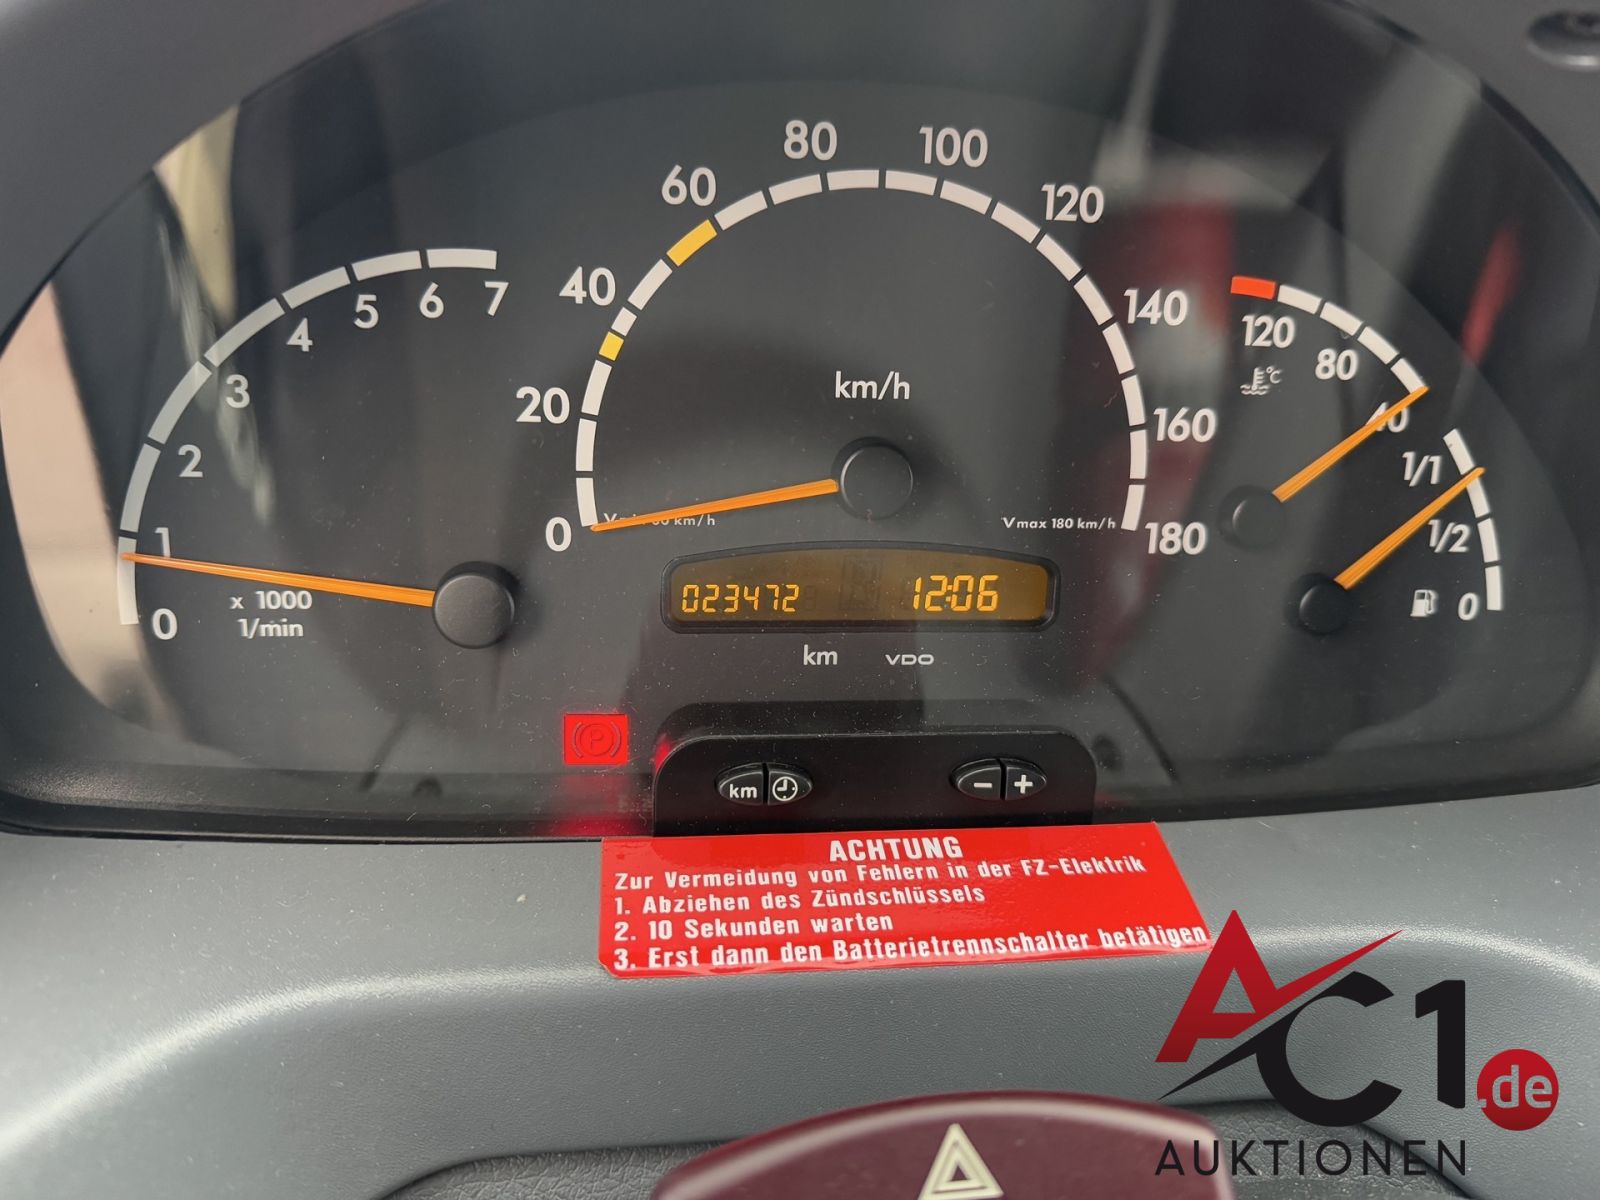 80
100
60
120
40
140
20
160
0
180
km/h
Vmax 180 km/h
km/h
1
2
3
4
5
6
7
0
x 1000
1/min
120
80
40
°C
1/1
1/2
0
023472 12:06
km VDO
P
km - +
ACHTUNG
Zur Vermeidung von Fehlern in der FZ-Elektrik
1. Abziehen des Zündschlüssels
2. 10 Sekunden warten
3. Erst dann den Batterietrennschalter betätigen
AC1.de
AUKTIONEN